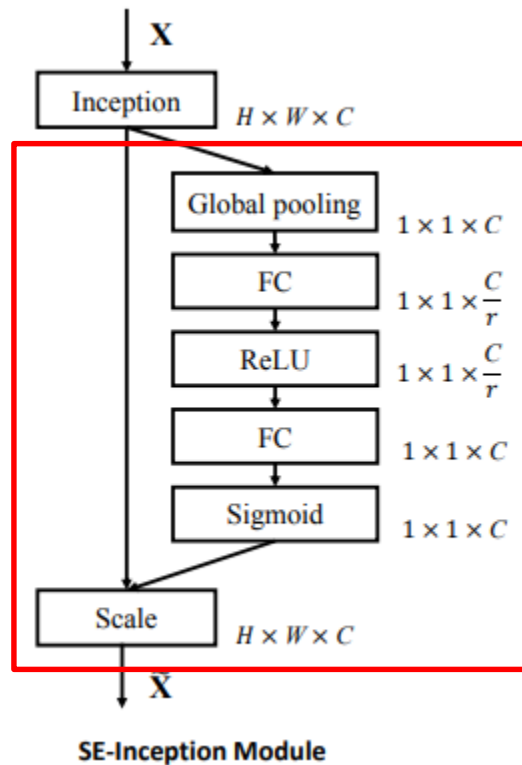 X
Inception
H × W × C
Global pooling
1 × 1 × C
FC
1 × 1 × C/r
ReLU
1 × 1 × C/r
FC
1 × 1 × C
Sigmoid
1 × 1 × C
Scale
H × W × C
X̃
SE-Inception Module